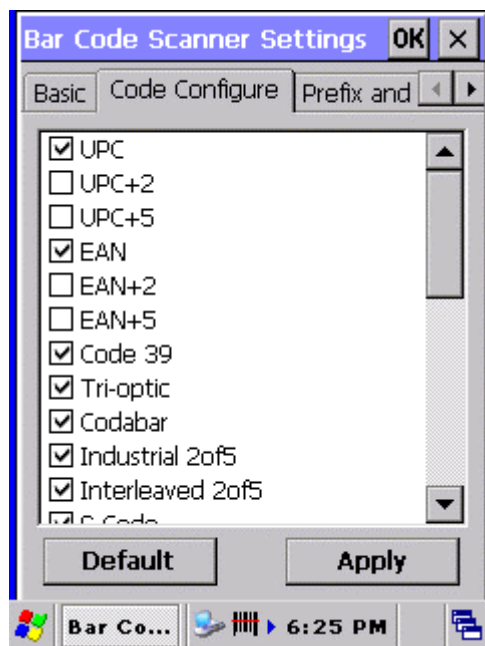 Bar Code Scanner Settings OK ×
Basic Code Configure Prefix and
UPC
UPC+2
UPC+5
EAN
EAN+2
EAN+5
Code 39
Tri-optic
Codabar
Industrial 2of5
Interleaved 2of5
S-Code
Default Apply
Bar Co... 6:25 PM